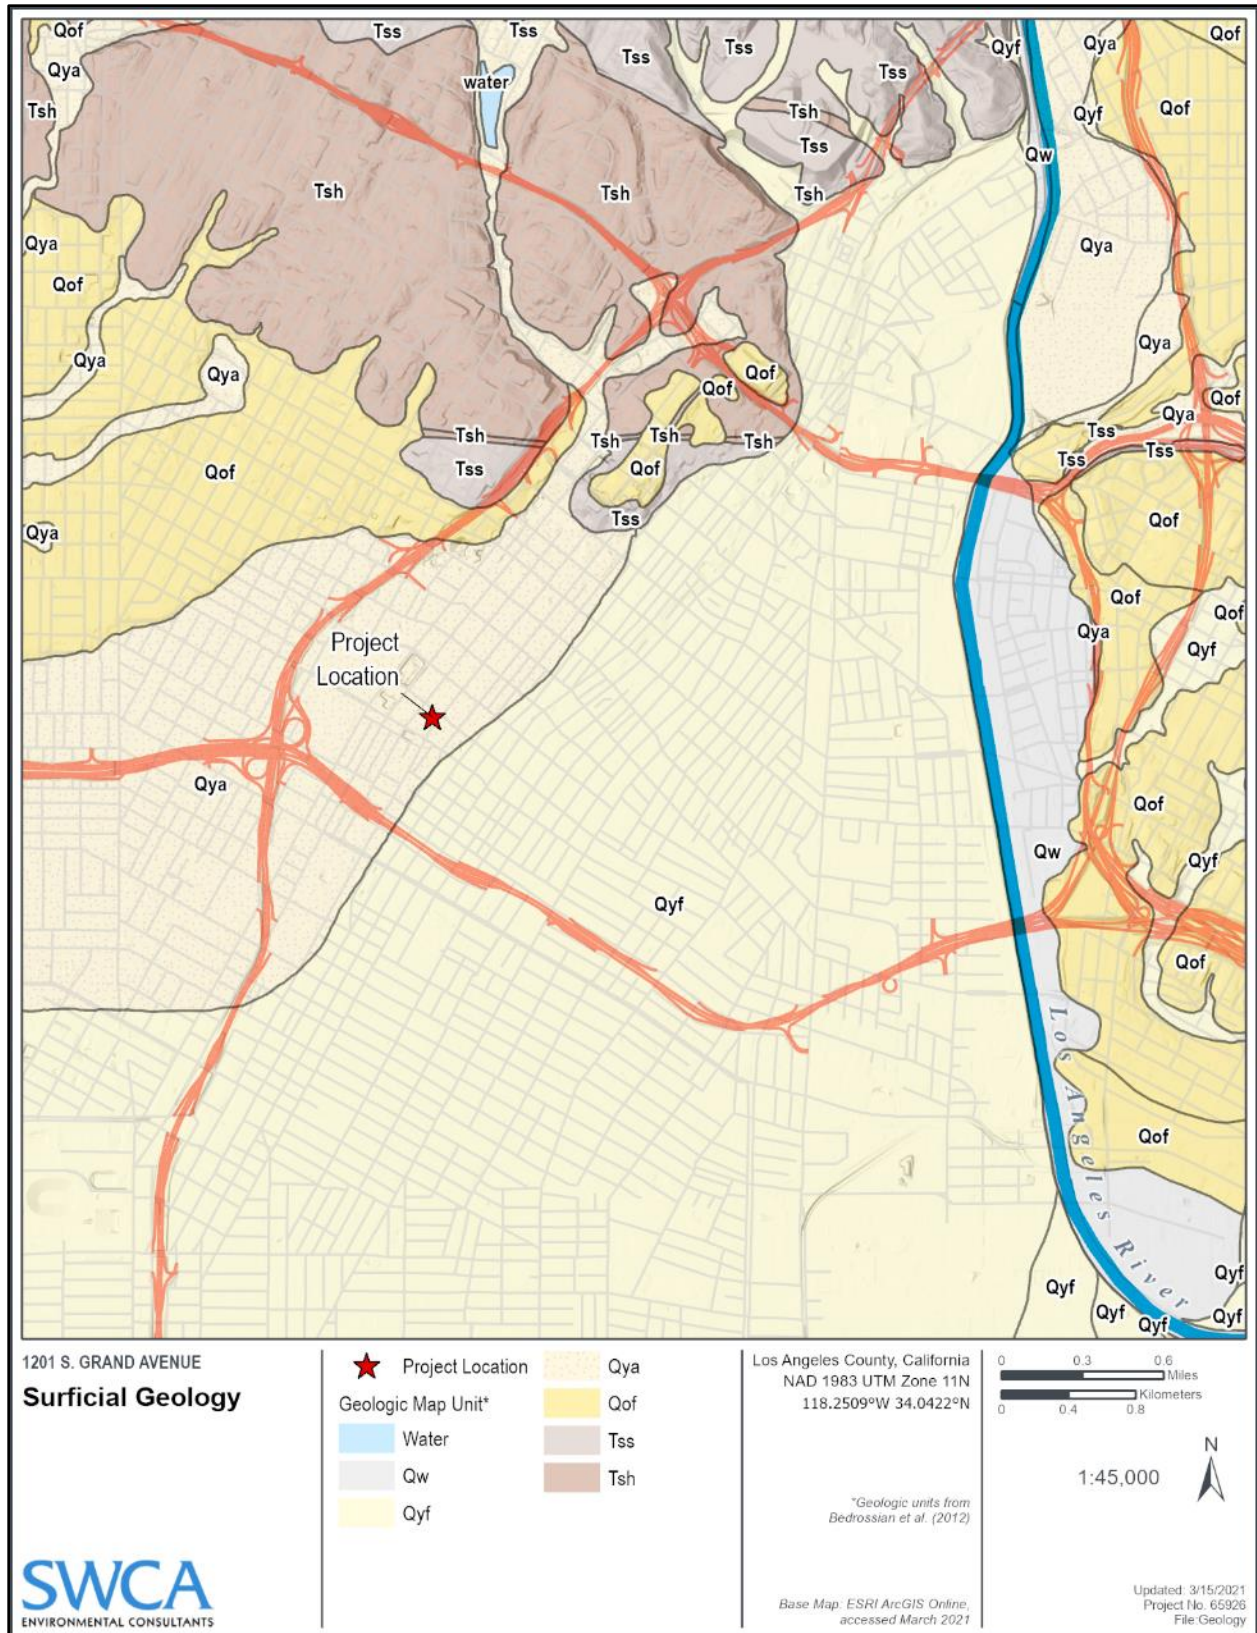 Qof
Tss
Tss
Qyf
Qya
Qof
Qya
Tss
Tss
Tss
water
Tsh
Tsh
Qyf
Qof
Tss
Qw
Tsh
Tsh
Tsh
Qya
Qya
Qof
Qya
Qya
Qya
Qof
Qof
Qof
Qya
Tss
Tsh
Tsh
Tsh
Tsh
Tss
Tss
Tss
Qof
Qof
Tss
Qya
Qof
Qof
Qof
Qya
Qyf
Project
Location
Qya
Qof
Qw
Qyf
Qyf
Qof
Los Angeles River
Qof
Qyf
Qyf
Qyf
Qyf
Qyf
1201 S. GRAND AVENUE
Surficial Geology
SWCA
ENVIRONMENTAL CONSULTANTS
Project Location
Geologic Map Unit*
Water
Qw
Qyf
Qya
Qof
Tss
Tsh
Los Angeles County, California
NAD 1983 UTM Zone 11N
118.2509°W 34.0422°N
*Geologic units from
Bedrossian et al. (2012)
Base Map: ESRI ArcGIS Online,
accessed March 2021
0 0.3 0.6
Miles
Kilometers
0 0.4 0.8
N
1:45,000
Updated: 3/15/2021
Project No. 65926
File:Geology